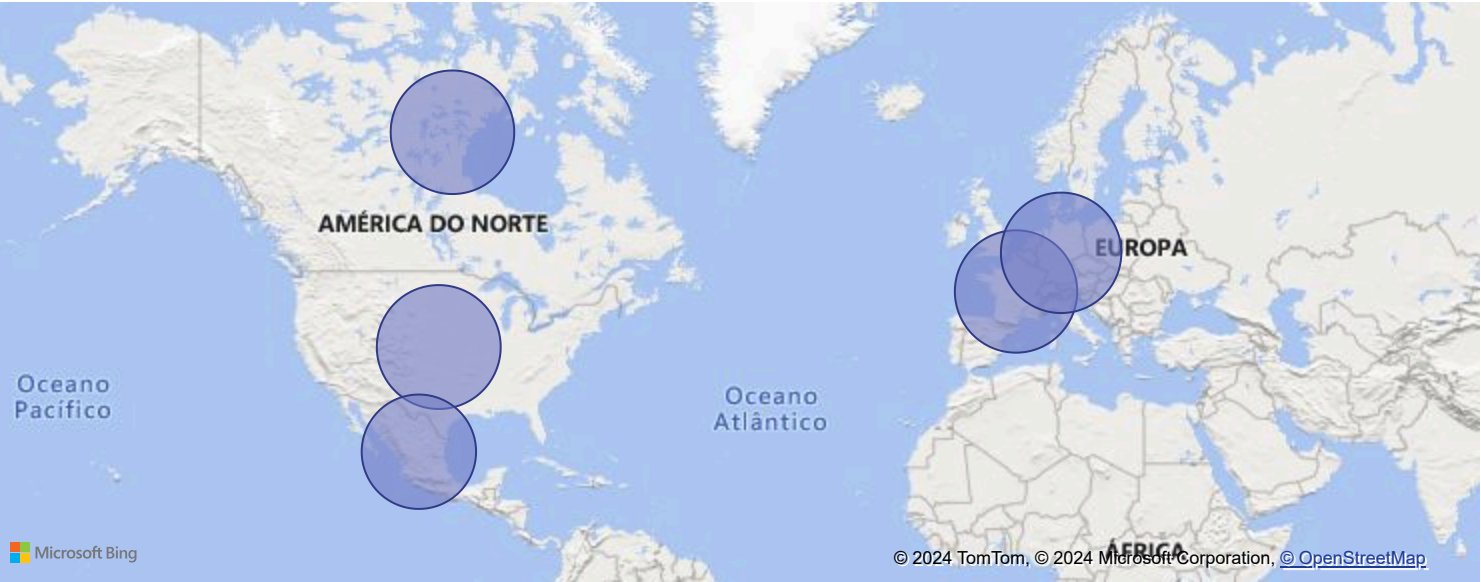 AMÉRICA DO NORTE
EUROPA
Oceano
Pacífico
Oceano
Atlântico
ÁFRICA
Microsoft Bing
© 2024 TomTom, © 2024 Microsoft Corporation, © OpenStreetMap